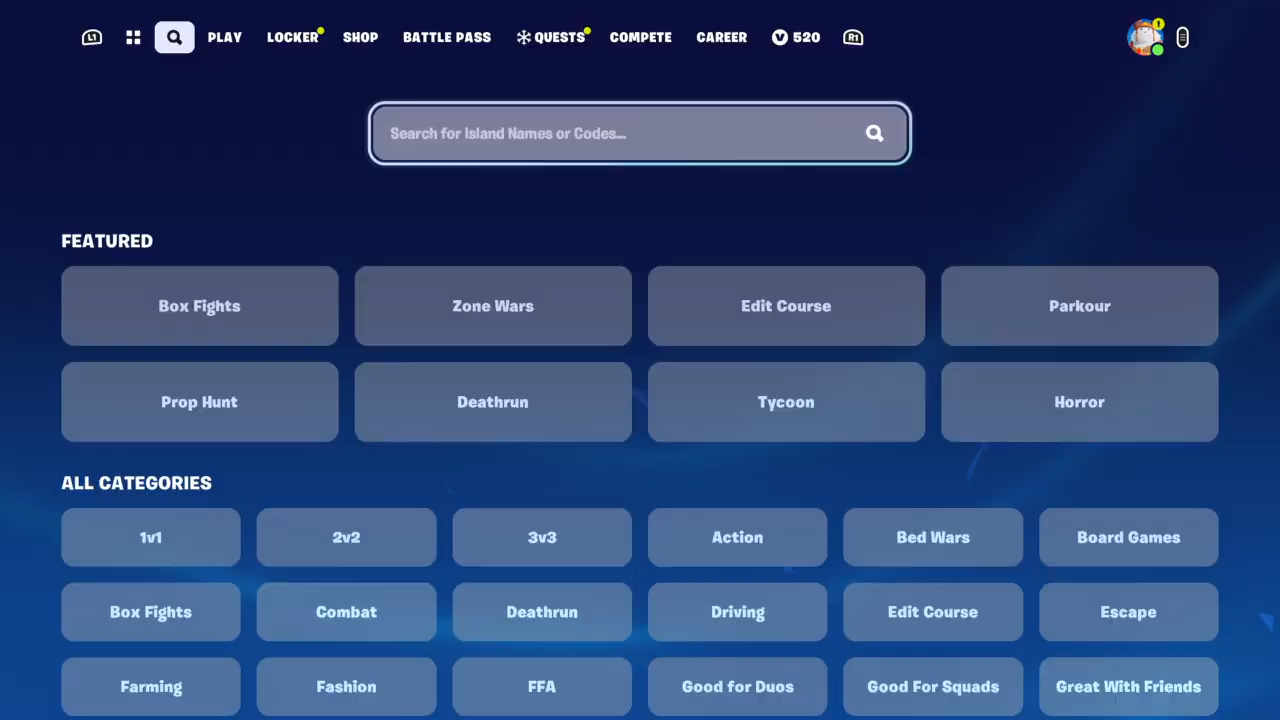 L1 PLAY LOCKER SHOP BATTLE PASS QUESTS COMPETE CAREER V 520 R1 !
Search for Island Names or Codes...
FEATURED
Box Fights Zone Wars Edit Course Parkour
Prop Hunt Deathrun Tycoon Horror
ALL CATEGORIES
1v1 2v2 3v3 Action Bed Wars Board Games
Box Fights Combat Deathrun Driving Edit Course Escape
Farming Fashion FFA Good for Duos Good For Squads Great With Friends